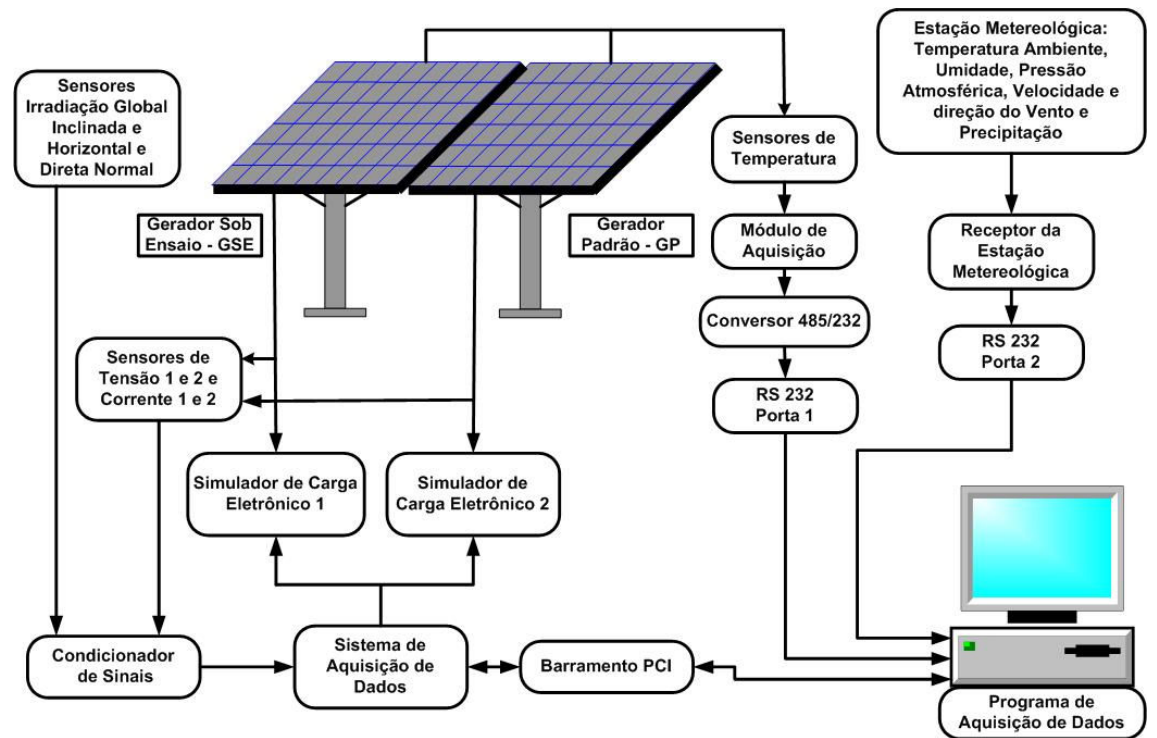 Sensores
Irradiação Global
Inclinada e
Horizontal e
Direta Normal
Estação Metereológica:
Temperatura Ambiente,
Umidade, Pressão
Atmosférica, Velocidade e
direção do Vento e
Precipitação
Sensores de
Temperatura
Gerador Sob
Ensaio - GSE
Gerador
Padrão - GP
Módulo de
Aquisição
Receptor da
Estação
Metereológica
Conversor 485/232
Sensores de
Tensão 1 e 2 e
Corrente 1 e 2
RS 232
Porta 2
RS 232
Porta 1
Simulador de Carga
Eletrônico 1
Simulador de
Carga Eletrônico 2
Condicionador
de Sinais
Sistema de
Aquisição de
Dados
Barramento PCI
Programa de
Aquisição de Dados